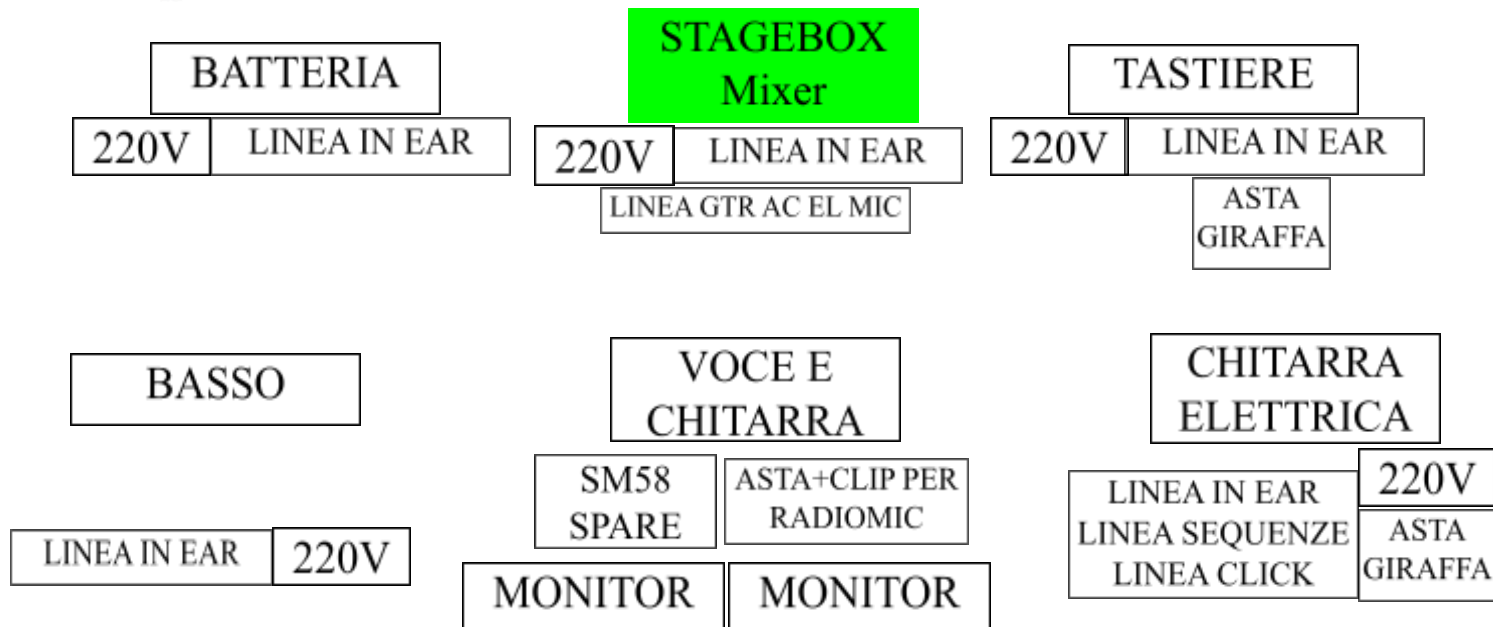 BATTERIA
220V
LINEA IN EAR
STAGEBOX
Mixer
220V
LINEA IN EAR
LINEA GTR AC EL MIC
TASTIERE
220V
LINEA IN EAR
ASTA
GIRAFFA
BASSO
LINEA IN EAR
220V
VOCE E
CHITARRA
SM58
SPARE
ASTA+CLIP PER
RADIOMIC
MONITOR
MONITOR
CHITARRA
ELETTRICA
LINEA IN EAR
LINEA SEQUENZE
LINEA CLICK
220V
ASTA
GIRAFFA